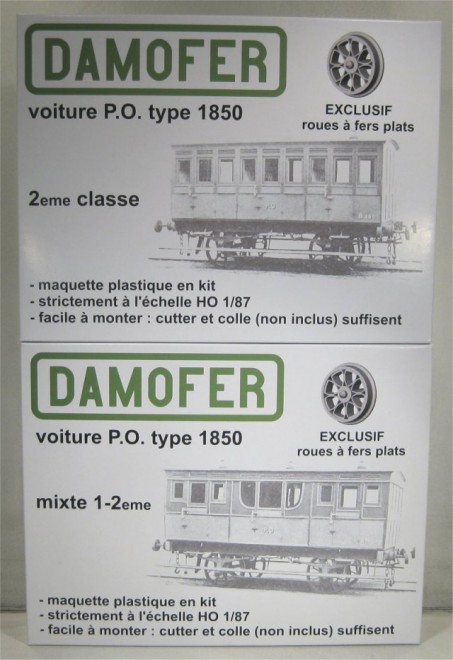 DAMOFER
voiture P.O. type 1850
EXCLUSIF
roues à fers plats
2eme classe
- maquette plastique en kit
- strictement à l'échelle HO 1/87
- facile à monter : cutter et colle (non inclus) suffisent
DAMOFER
voiture P.O. type 1850
EXCLUSIF
roues à fers plats
mixte 1-2eme
- maquette plastique en kit
- strictement à l'échelle HO 1/87
- facile à monter : cutter et colle (non inclus) suffisent